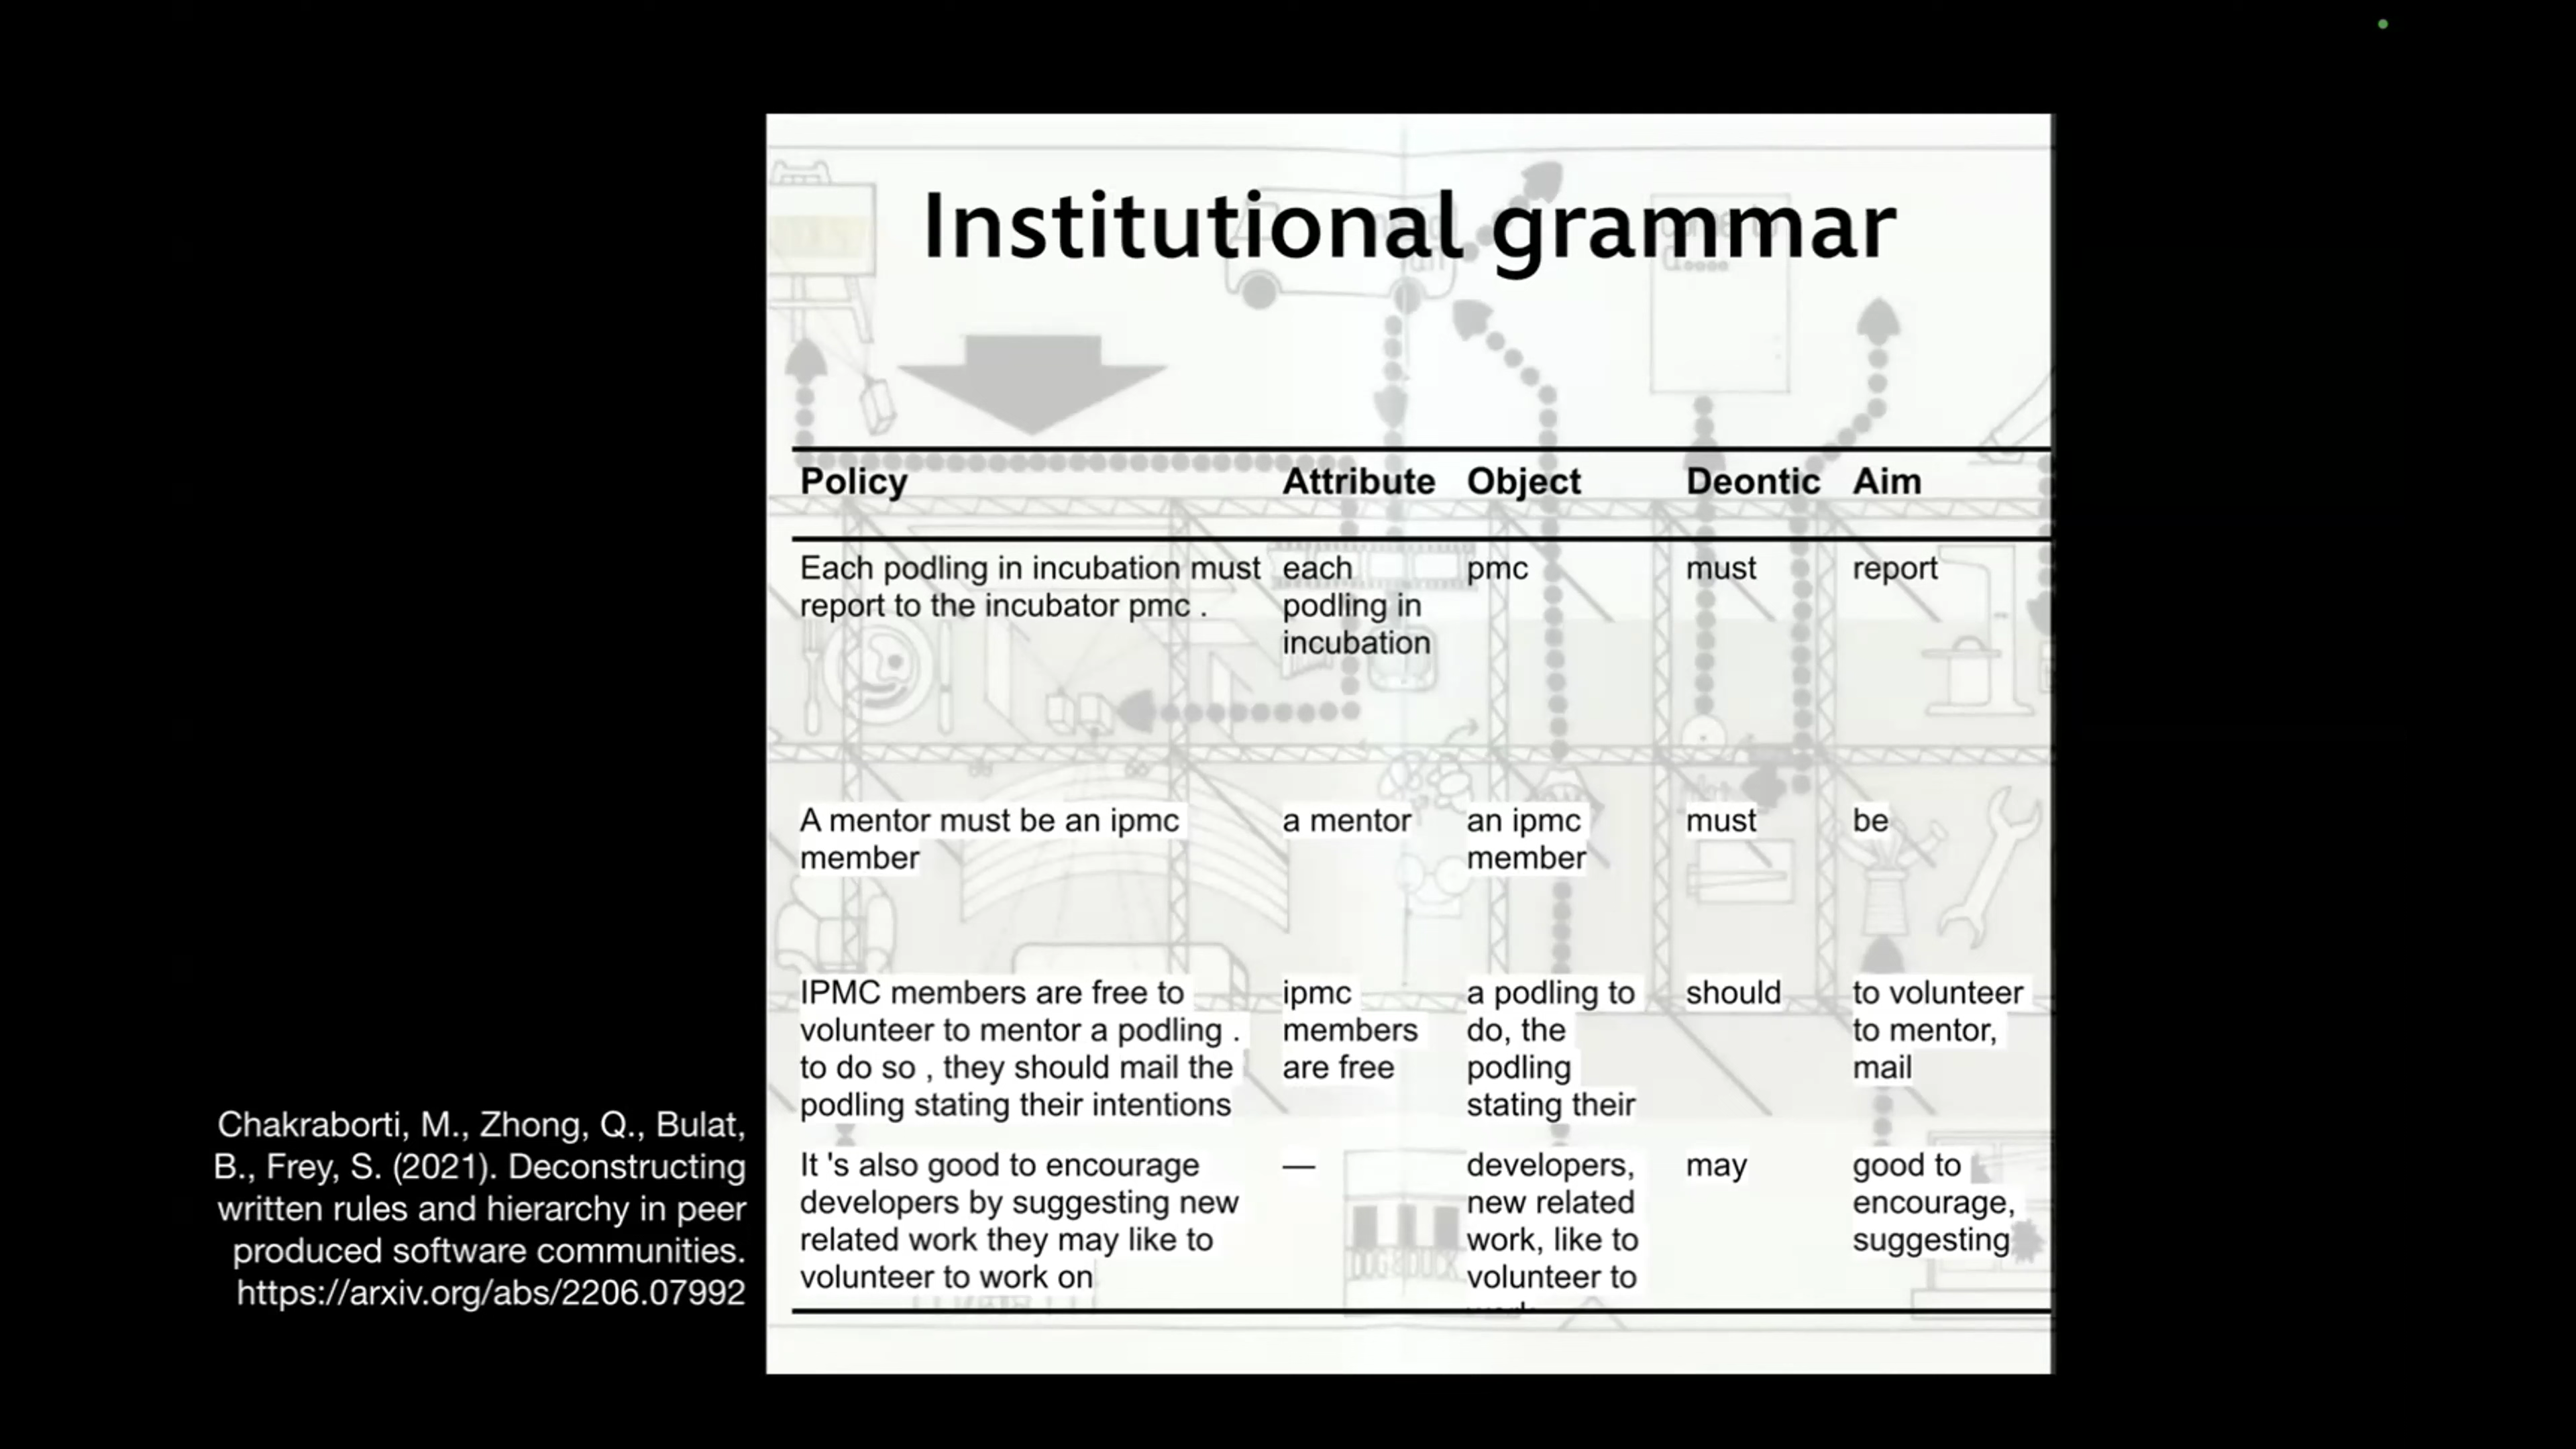 Institutional grammar
Policy Attribute Object Deontic Aim
Each podling in incubation must each pmc must report
report to the incubator pmc . podling in
incubation
A mentor must be an ipmc a mentor an ipmc must be
member member
IPMC members are free to ipmc a podling to should to volunteer
volunteer to mentor a podling . members do, the to mentor,
to do so , they should mail the are free podling mail
podling stating their intentions stating their
It 's also good to encourage — developers, may good to
developers by suggesting new new related encourage,
related work they may like to work, like to suggesting
volunteer to work on volunteer to
Chakraborti, M., Zhong, Q., Bulat,
B., Frey, S. (2021). Deconstructing
written rules and hierarchy in peer
produced software communities.
https://arxiv.org/abs/2206.07992